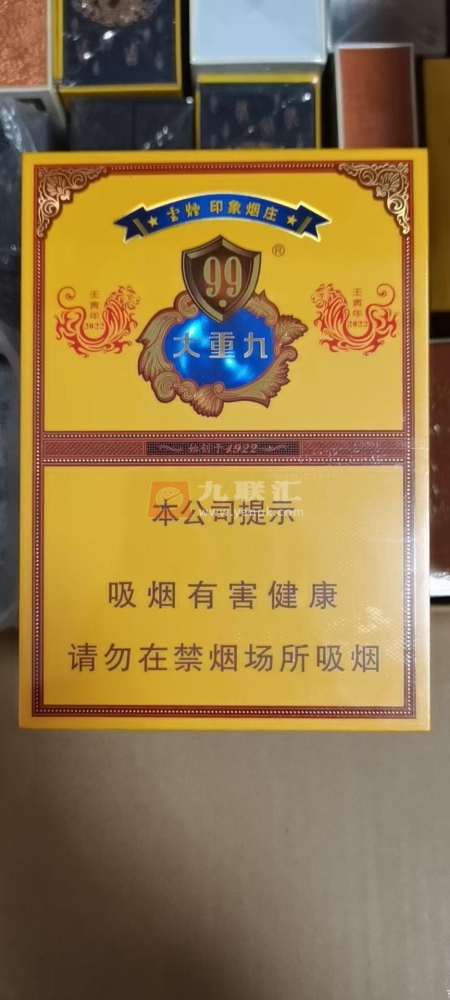 云烟 印象烟庄
99
®
大重九
壬寅年
2022
壬寅年
2022
始创于1922
九联汇
本公司提示
吸烟有害健康
请勿在禁烟场所吸烟